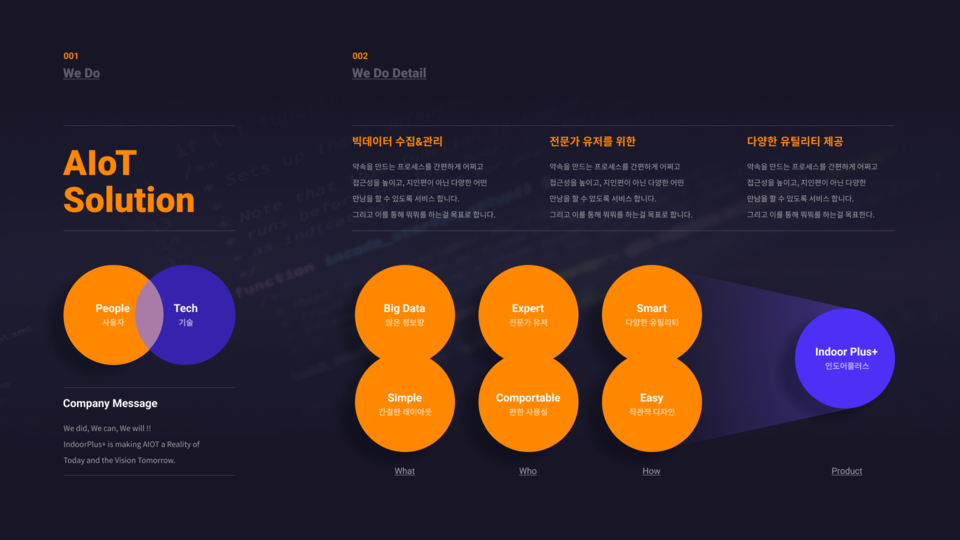 001
We Do
AIoT
Solution
People
사용자
Tech
기술
Company Message
We did, We can, We will !!
IndoorPlus+ is making AIOT a Reality of
Today and the Vision Tomorrow.
002
We Do Detail
빅데이터 수집&관리
약속을 만드는 프로세스를 간편하게 어쩌고
접근성을 높이고, 지인편이 아닌 다양한 어떤
만남을 할 수 있도록 서비스 합니다.
그리고 이를 통해 뭐뭐를 하는걸 목표로 합니다.
전문가 유저를 위한
약속을 만드는 프로세스를 간편하게 어쩌고
접근성을 높이고, 지인편이 아닌 다양한 어떤
만남을 할 수 있도록 서비스 합니다.
그리고 이를 통해 뭐뭐를 하는걸 목표로 합니다.
다양한 유틸리티 제공
약속을 만드는 프로세스를 간편하게 어쩌고
접근성을 높이고, 지인편이 아닌 다양한
만남을 할 수 있도록 서비스 합니다.
그리고 이를 통해 뭐뭐를 하는걸 목표한다.
Big Data
많은 정보량
Expert
전문가 유저
Smart
다양한 유틸리티
Indoor Plus+
인도어플러스
Simple
간결한 레이아웃
Comportable
편한 사용성
Easy
직관적 디자인
What
Who
How
Product